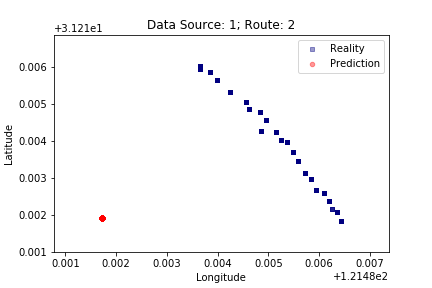 Data Source: 1; Route: 2
+3.121e1
Reality
Prediction
0.006
0.005
0.004
0.003
0.002
0.001
Latitude
0.001 0.002 0.003 0.004 0.005 0.006 0.007
Longitude
+1.2148e2